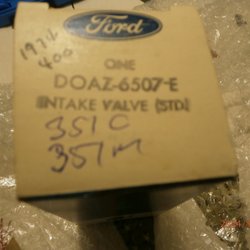 Ford
1974
400
ONE
DOAZ-6507-E
INTAKE VALVE (STD)
351C
351M